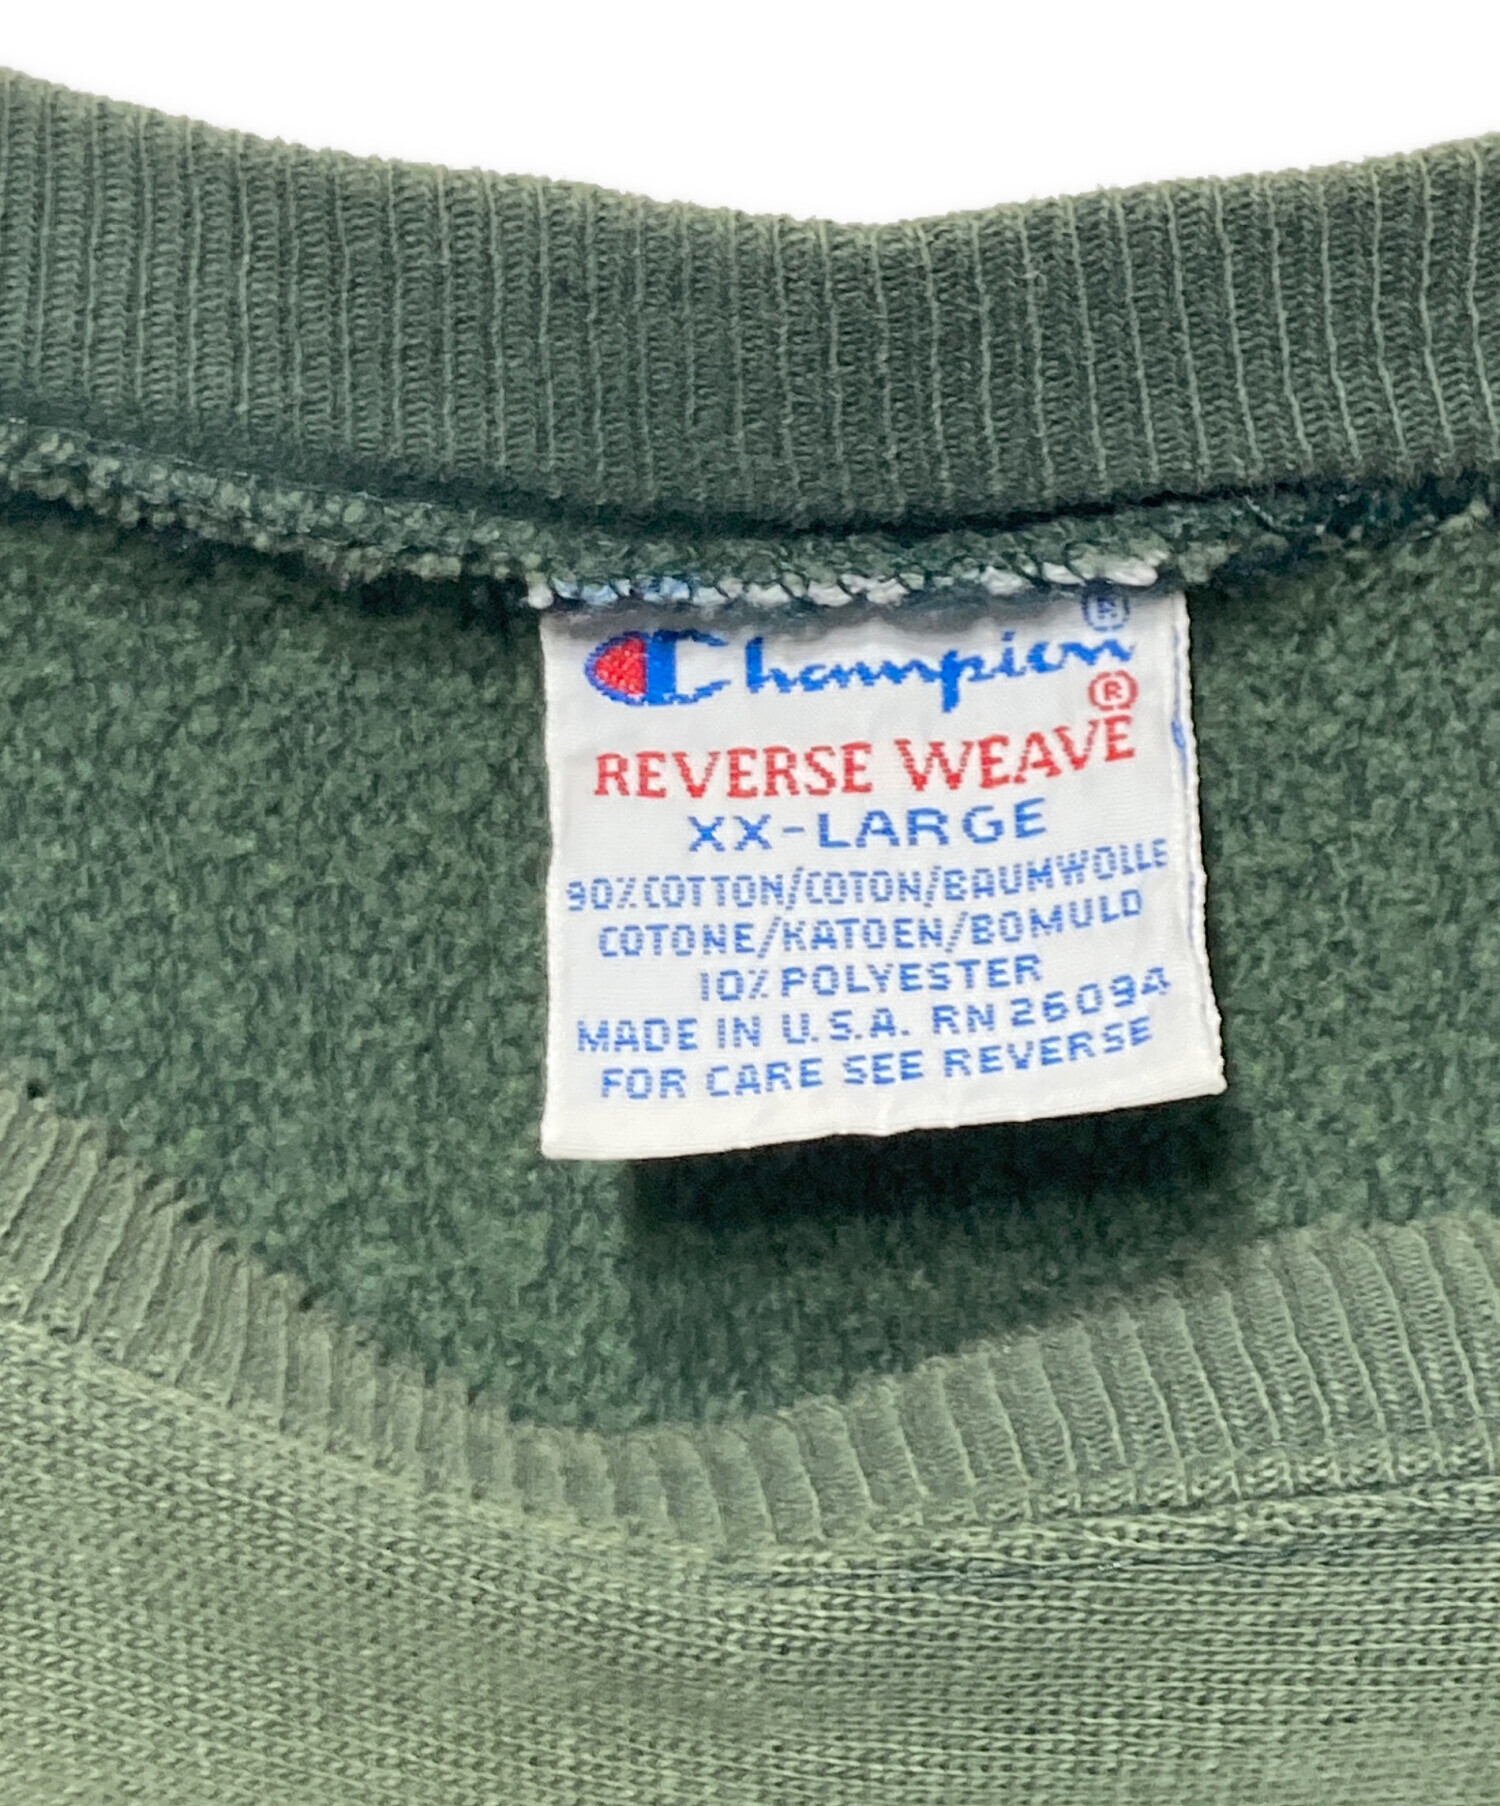 Champion®
REVERSE WEAVE®
XX-LARGE
90% COTTON/COTON/BAUMWOLLE
COTONE/KATOEN/BOMULD
10% POLYESTER
MADE IN U.S.A. RN 26094
FOR CARE SEE REVERSE